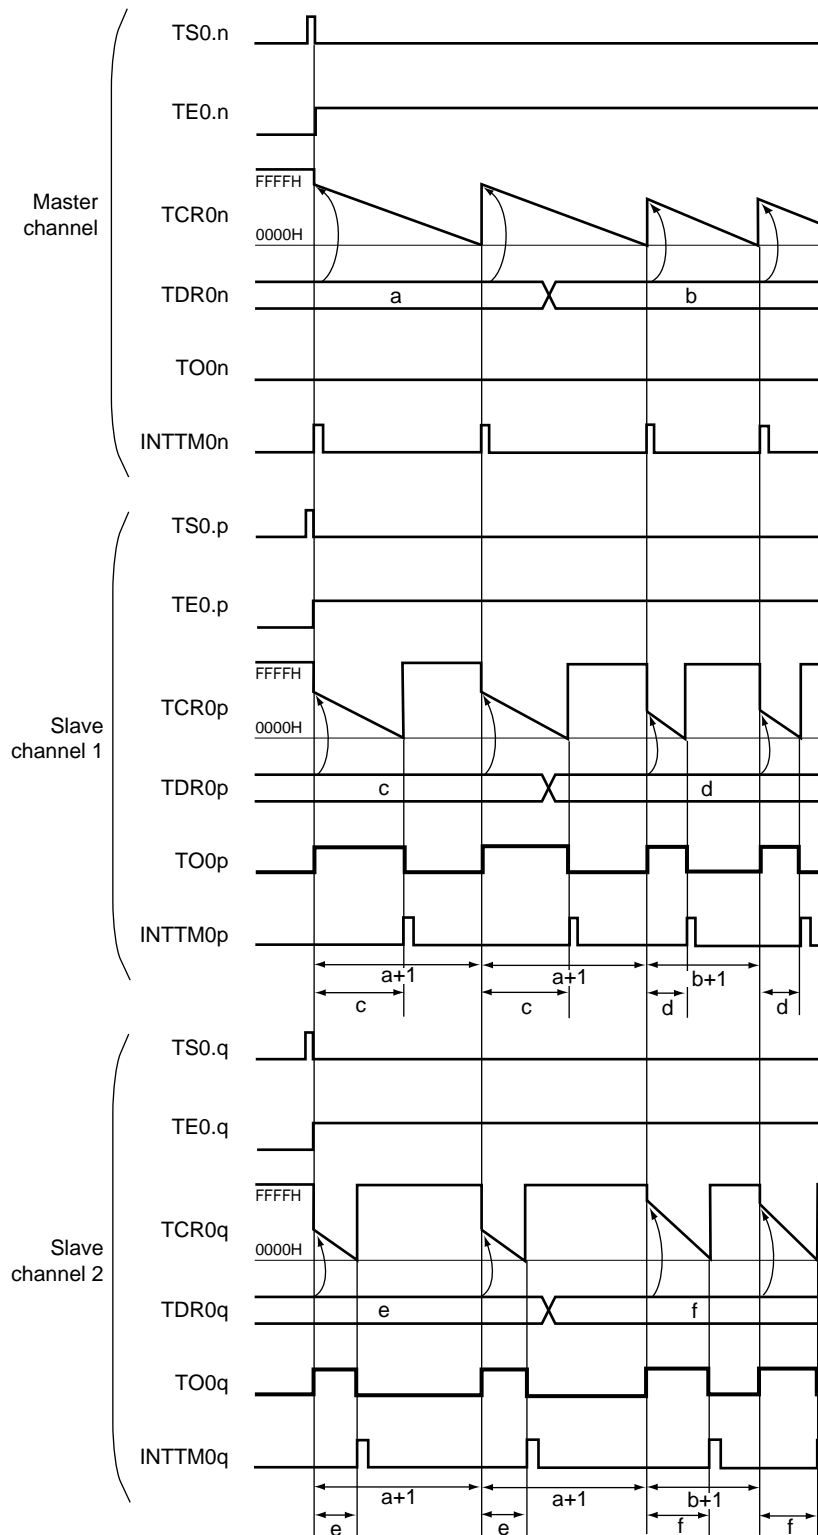 TS0.n
TE0.n
FFFFH
Master
channel
TCR0n
0000H
TDR0n
a
b
TO0n
INTTM0n
TS0.p
TE0.p
FFFFH
TCR0p
Slave
channel 1
0000H
TDR0p
c
d
TO0p
INTTM0p
a+1
a+1
b+1
c
c
d
d
TS0.q
TE0.q
FFFFH
TCR0q
Slave
channel 2
0000H
TDR0q
e
f
TO0q
INTTM0q
a+1
a+1
b+1
e
e
f
f